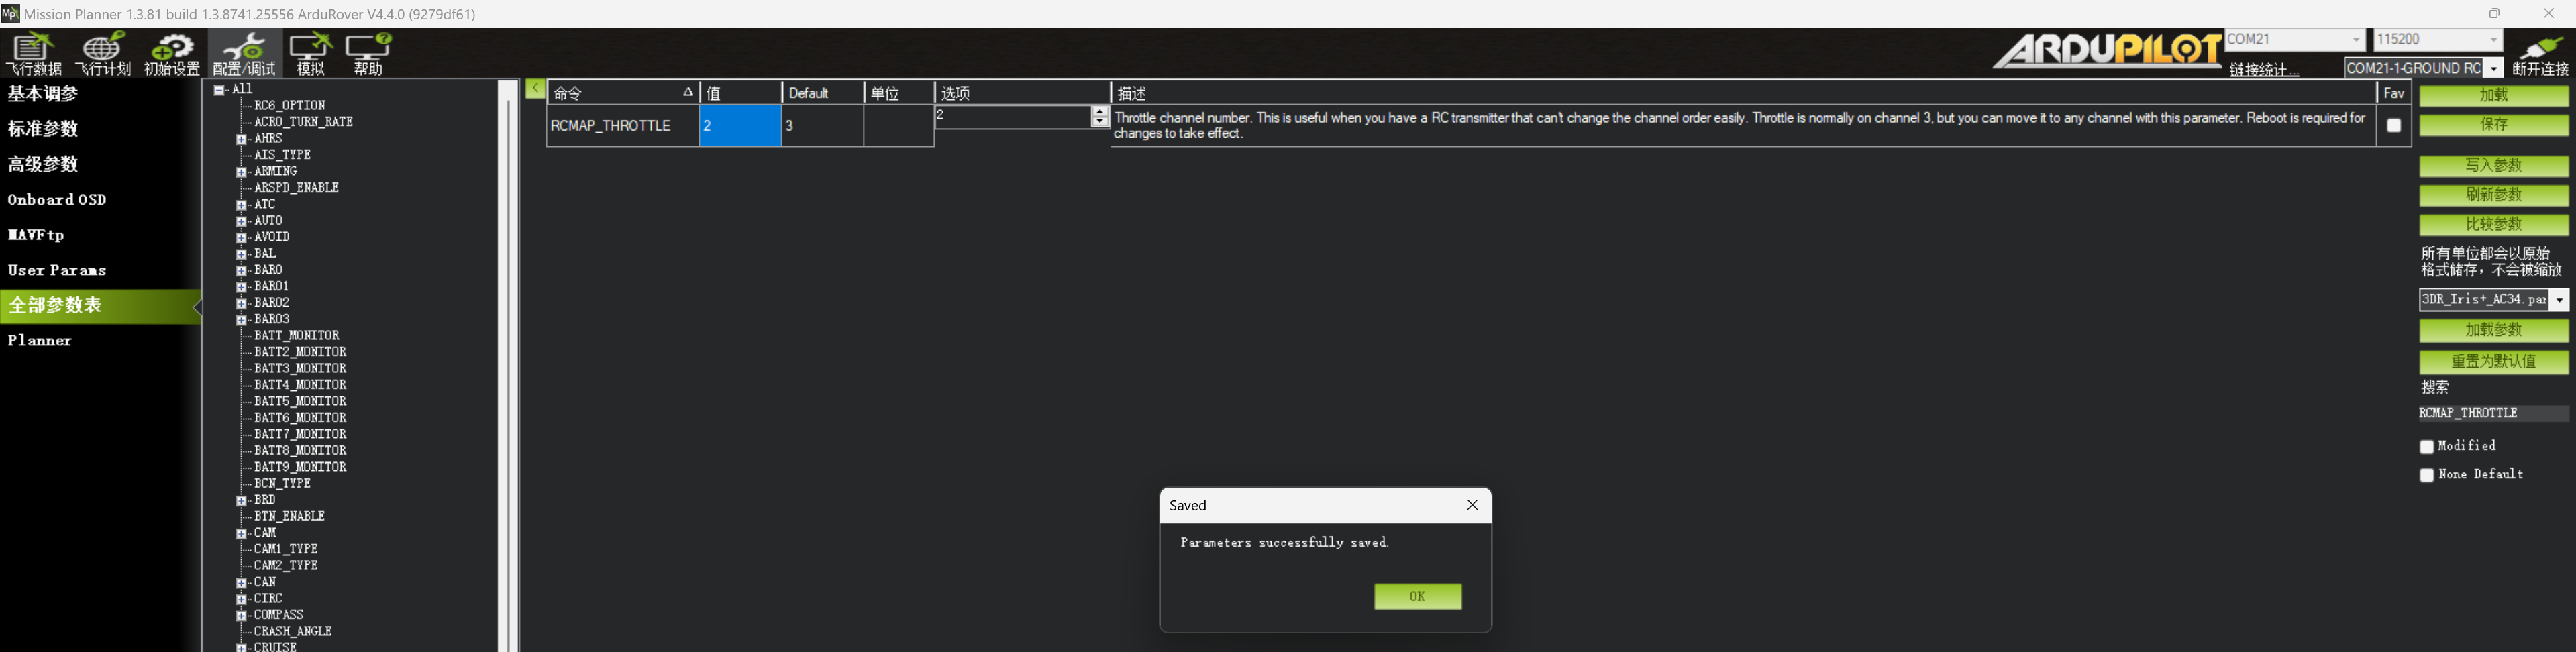 Mission Planner 1.3.81 build 1.3.8741.25556 ArduRover V4.4.0 (9279df61)
飞行数据 飞行计划 初始设置 配置/调试 模拟 帮助
ARDUPILOT
COM21
115200
链接统计...
COM21-1-GROUND RC
断开连接
基本调参
标准参数
高级参数
Onboard OSD
MAVFtp
User Params
全部参数表
Planner
All
RC6_OPTION
ACRO_TURN_RATE
AHRS
AIS_TYPE
ARMING
ARSPD_ENABLE
ATC
AUTO
AVOID
BAL
BARO
BARO1
BARO2
BARO3
BATT_MONITOR
BATT2_MONITOR
BATT3_MONITOR
BATT4_MONITOR
BATT5_MONITOR
BATT6_MONITOR
BATT7_MONITOR
BATT8_MONITOR
BATT9_MONITOR
BCN_TYPE
BRD
BTN_ENABLE
CAM
CAM1_TYPE
CAM2_TYPE
CAN
CIRC
COMPASS
CRASH_ANGLE
CRUISE
命令 值 Default 单位 选项 描述 Fav
RCMAP_THROTTLE 2 3 2 Throttle channel number. This is useful when you have a RC transmitter that can't change the channel order easily. Throttle is normally on channel 3, but you can move it to any channel with this parameter. Reboot is required for
changes to take effect.
加载
保存
写入参数
刷新参数
比较参数
所有单位都会以原始
格式储存，不会被缩放
3DR_Iris+_AC34.par
加载参数
重置为默认值
搜索
RCMAP_THROTTLE
Modified
None Default
Saved
Parameters successfully saved.
OK